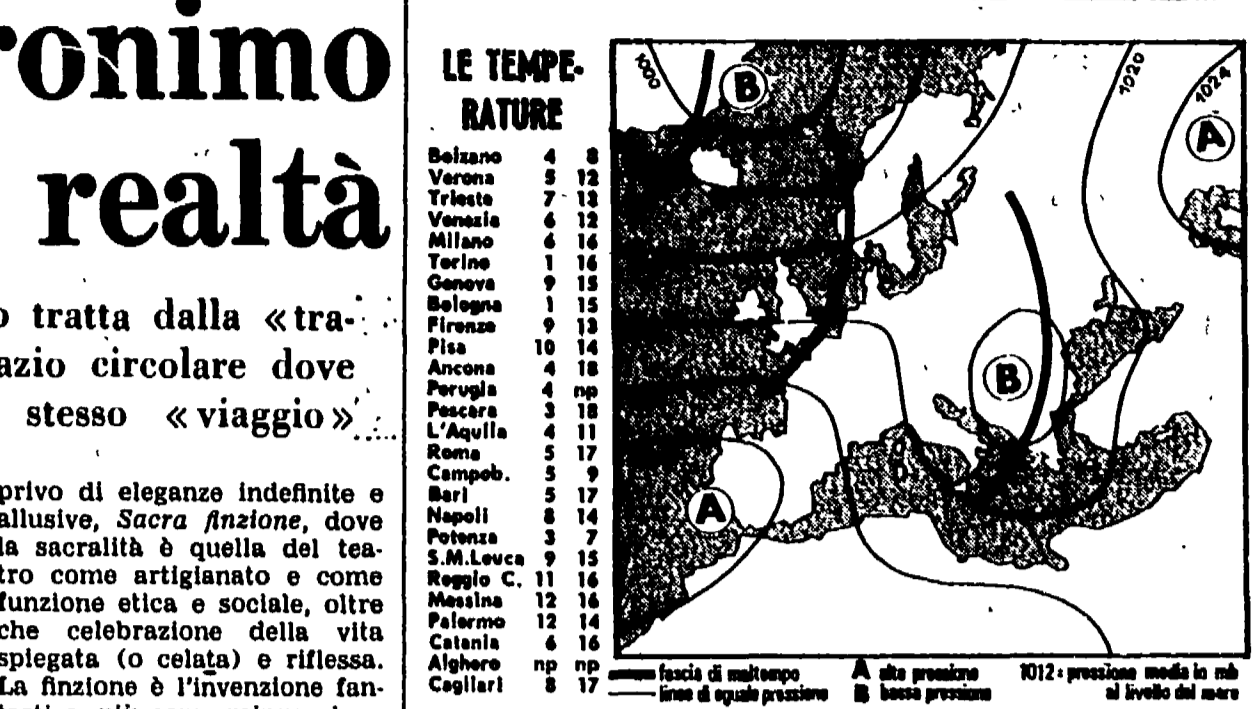 ronimo
realtà
o tratta dalla «tra-
azio circolare dove
stesso «viaggio»
privo di eleganze indefinite e
allusive, Sacra finzione, dove
la sacralità è quella del tea-
tro come artigianato e come
funzione etica e sociale, oltre
che celebrazione della vita
spiegata (o celata) e riflessa.
La finzione è l'invenzione fan-
LE TEMPE-
RATURE
Bolzano 4 8
Verona 5 12
Trieste 7 12
Venezia 6 12
Milano 6 16
Torino 1 16
Genova 9 15
Bologna 1 15
Firenze 9 13
Pisa 10 14
Ancona 4 18
Perugia 4 np
Pescara 3 18
L'Aquila 4 11
Roma 5 17
Campob. 5 9
Bari 5 17
Napoli 8 14
Potenza 3 7
S.M.Leuca 9 15
Reggio C. 11 16
Messina 12 16
Palermo 12 14
Catania 6 16
Alghero np np
Cagliari 8 17
1000
B
1020
1024
A
B
A
fascia di maltempo
linee di eguale pressione
A alta pressione
B bassa pressione
1012 : pressione media in mb
al livello del mare